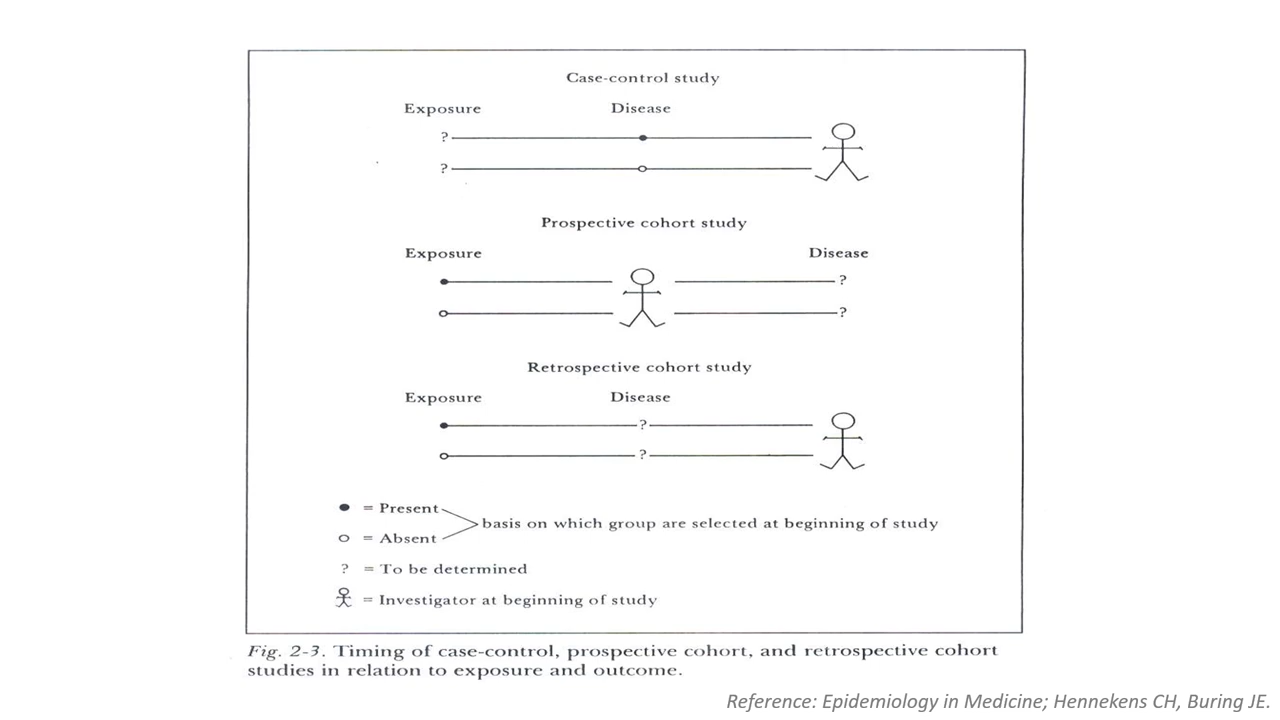 Case-control study
Exposure Disease
?
?
Prospective cohort study
Exposure Disease
?
?
Retrospective cohort study
Exposure Disease
?
?
= Present
basis on which group are selected at beginning of study
= Absent
? = To be determined
= Investigator at beginning of study
Fig. 2-3. Timing of case-control, prospective cohort, and retrospective cohort
studies in relation to exposure and outcome.
Reference: Epidemiology in Medicine; Hennekens CH, Buring JE.